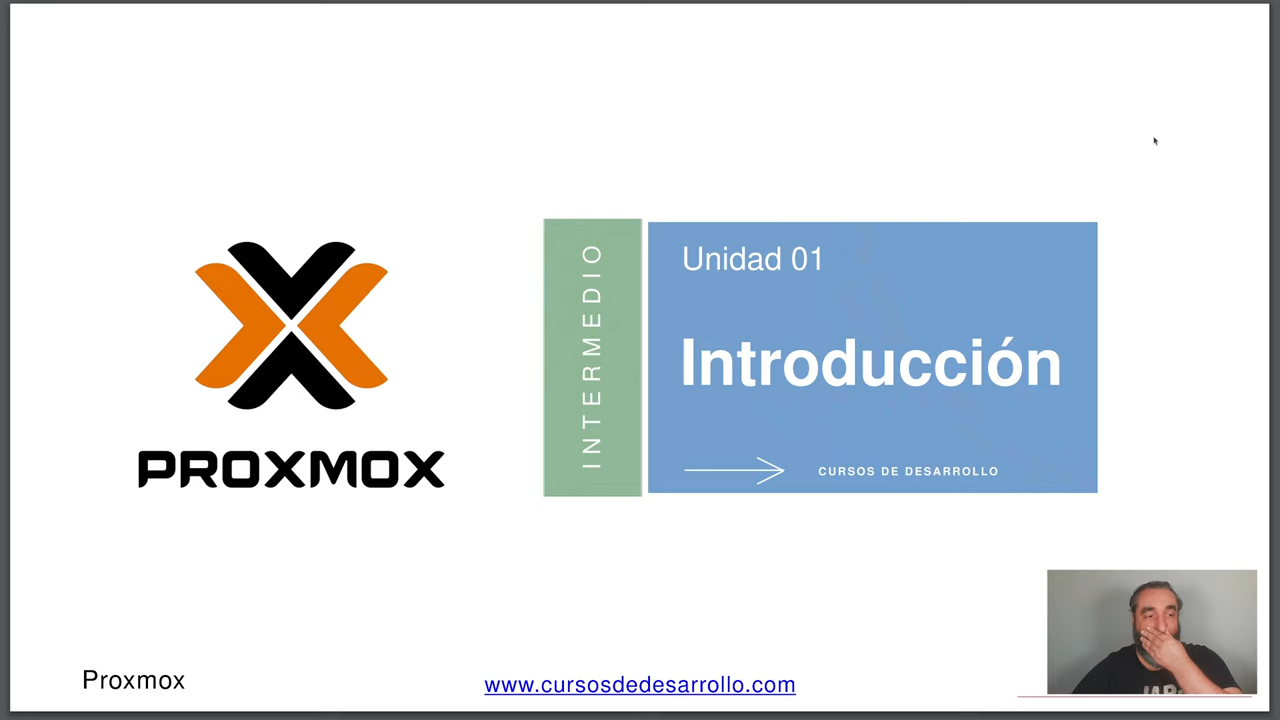 PROXMOX
INTERMEDIO
Unidad 01
Introducción
CURSOS DE DESARROLLO
Proxmox
www.cursosdedesarrollo.com